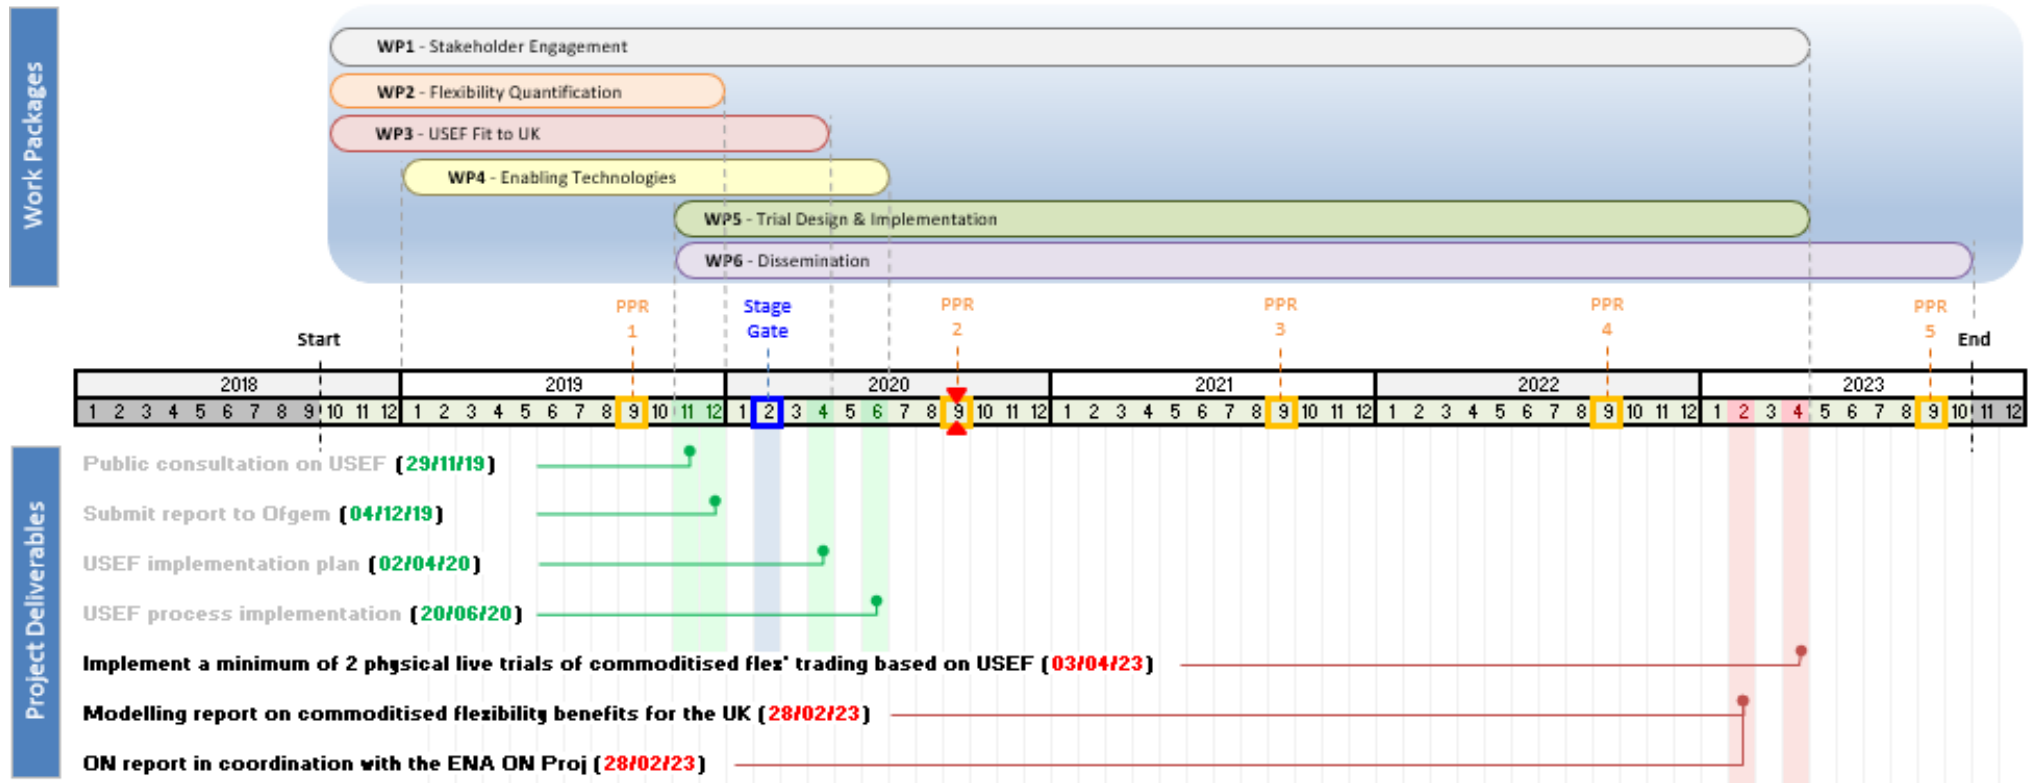 Work Packages
WP1 - Stakeholder Engagement
WP2 - Flexibility Quantification
WP3 - USEF Fit to UK
WP4 - Enabling Technologies
WP5 - Trial Design & Implementation
WP6 - Dissemination
Start
PPR
1
Stage
Gate
PPR
2
PPR
3
PPR
4
PPR
5
End
2018 2019 2020 2021 2022 2023
1 2 3 4 5 6 7 8 9 10 11 12 1 2 3 4 5 6 7 8 9 10 11 12 1 2 3 4 5 6 7 8 9 10 11 12 1 2 3 4 5 6 7 8 9 10 11 12 1 2 3 4 5 6 7 8 9 10 11 12 1 2 3 4 5 6 7 8 9 10 11 12
Project Deliverables
Public consultation on USEF (29/11/19)
Submit report to Ofgem (04/12/19)
USEF implementation plan (02/04/20)
USEF process implementation (20/06/20)
Implement a minimum of 2 physical live trials of commoditised flex' trading based on USEF (03/04/23)
Modelling report on commoditised flexibility benefits for the UK (28/02/23)
ON report in coordination with the ENA ON Proj (28/02/23)